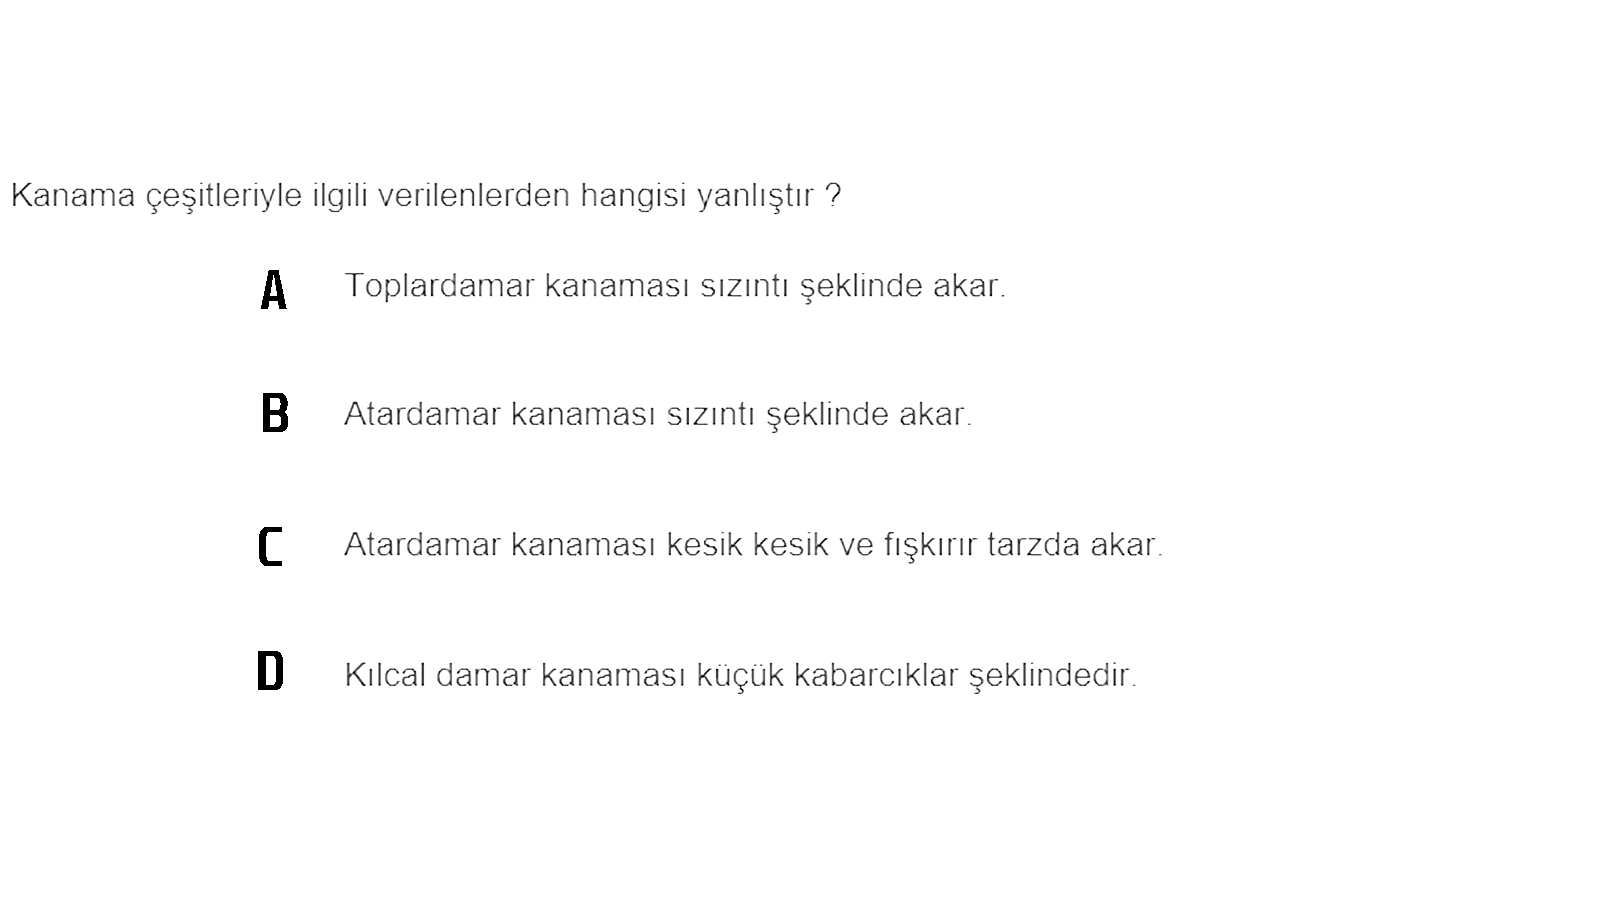 Kanama çeşitleriyle ilgili verilenlerden hangisi yanlıştır ?
A Toplardamar kanaması sızıntı şeklinde akar.
B Atardamar kanaması sızıntı şeklinde akar.
C Atardamar kanaması kesik kesik ve fışkırır tarzda akar.
D Kılcal damar kanaması küçük kabarcıklar şeklindedir.